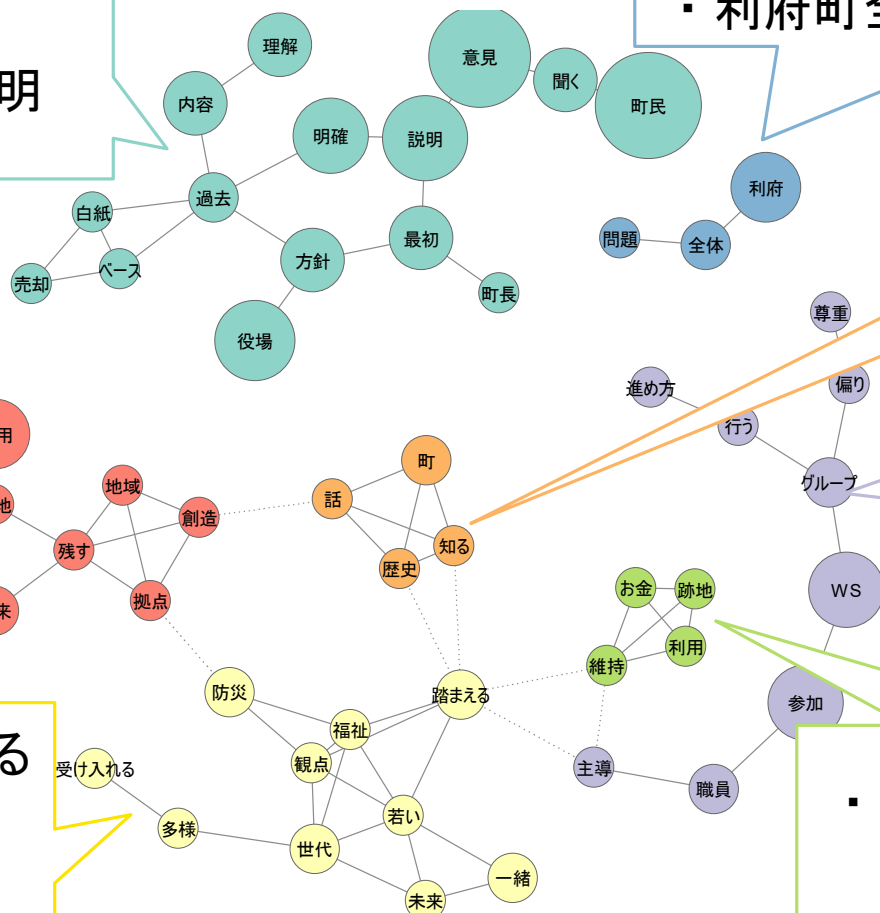 ・利府町全
明
理解
意見
聞く
町民
内容
明確
説明
利府
過去
白紙
問題
全体
最初
方針
ベース
売却
町長
役場
尊重
進め方
偏り
行う
用
町
グループ
地域
話
地
創造
知る
残す
歴史
お金
跡地
WS
拠点
来
利用
維持
防災
踏まえる
参加
福祉
る
観点
受け入れる
主導
職員
・
若い
多様
世代
一緒
未来